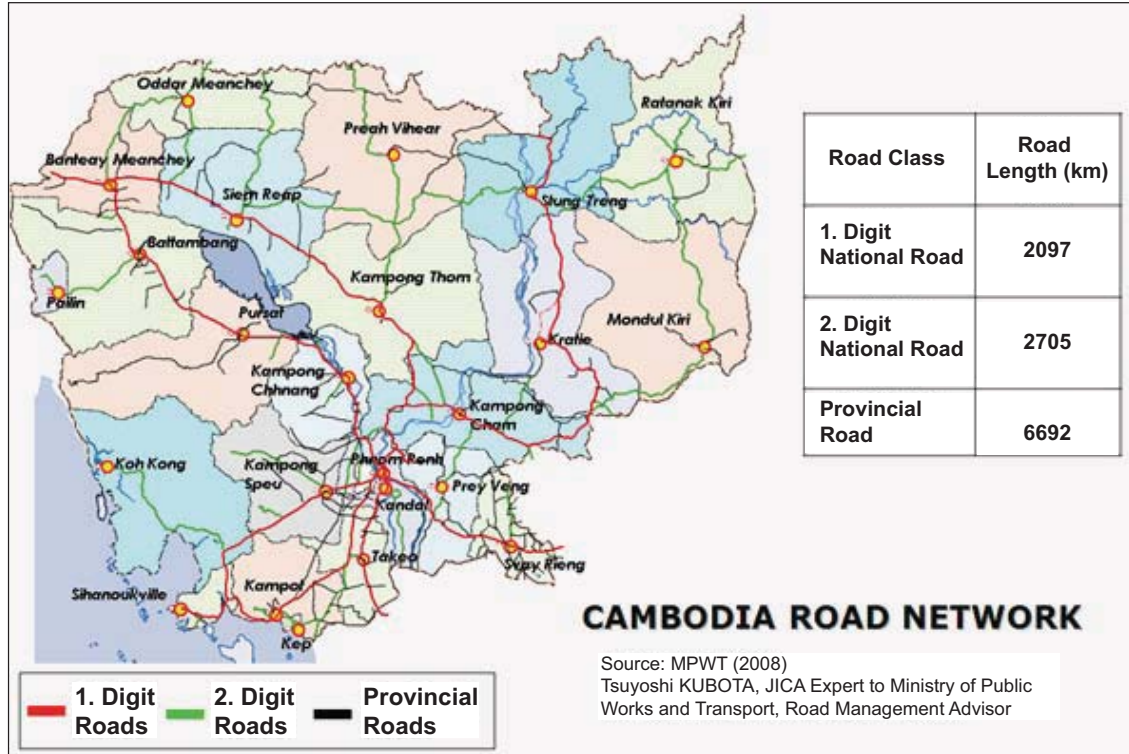 Oddar Meanchey
Ratanak Kiri
Preah Vihear
Banteay Meanchey
Siem Reap
Stung Treng
Battambang
Kampong Thom
Pailin
Pursat
Mondul Kiri
Kratie
Kampong
Chhnang
Kampong
Cham
Koh Kong
Kampong
Speu
Phnom Penh
Prey Veng
Kandal
Takeo
Svay Rieng
Sihanoukville
Kampot
Kep
Road Class
Road
Length (km)
1. Digit
National Road
2097
2. Digit
National Road
2705
Provincial
Road
6692
CAMBODIA ROAD NETWORK
Source: MPWT (2008)
Tsuyoshi KUBOTA, JICA Expert to Ministry of Public
Works and Transport, Road Management Advisor
1. Digit
Roads
2. Digit
Roads
Provincial
Roads